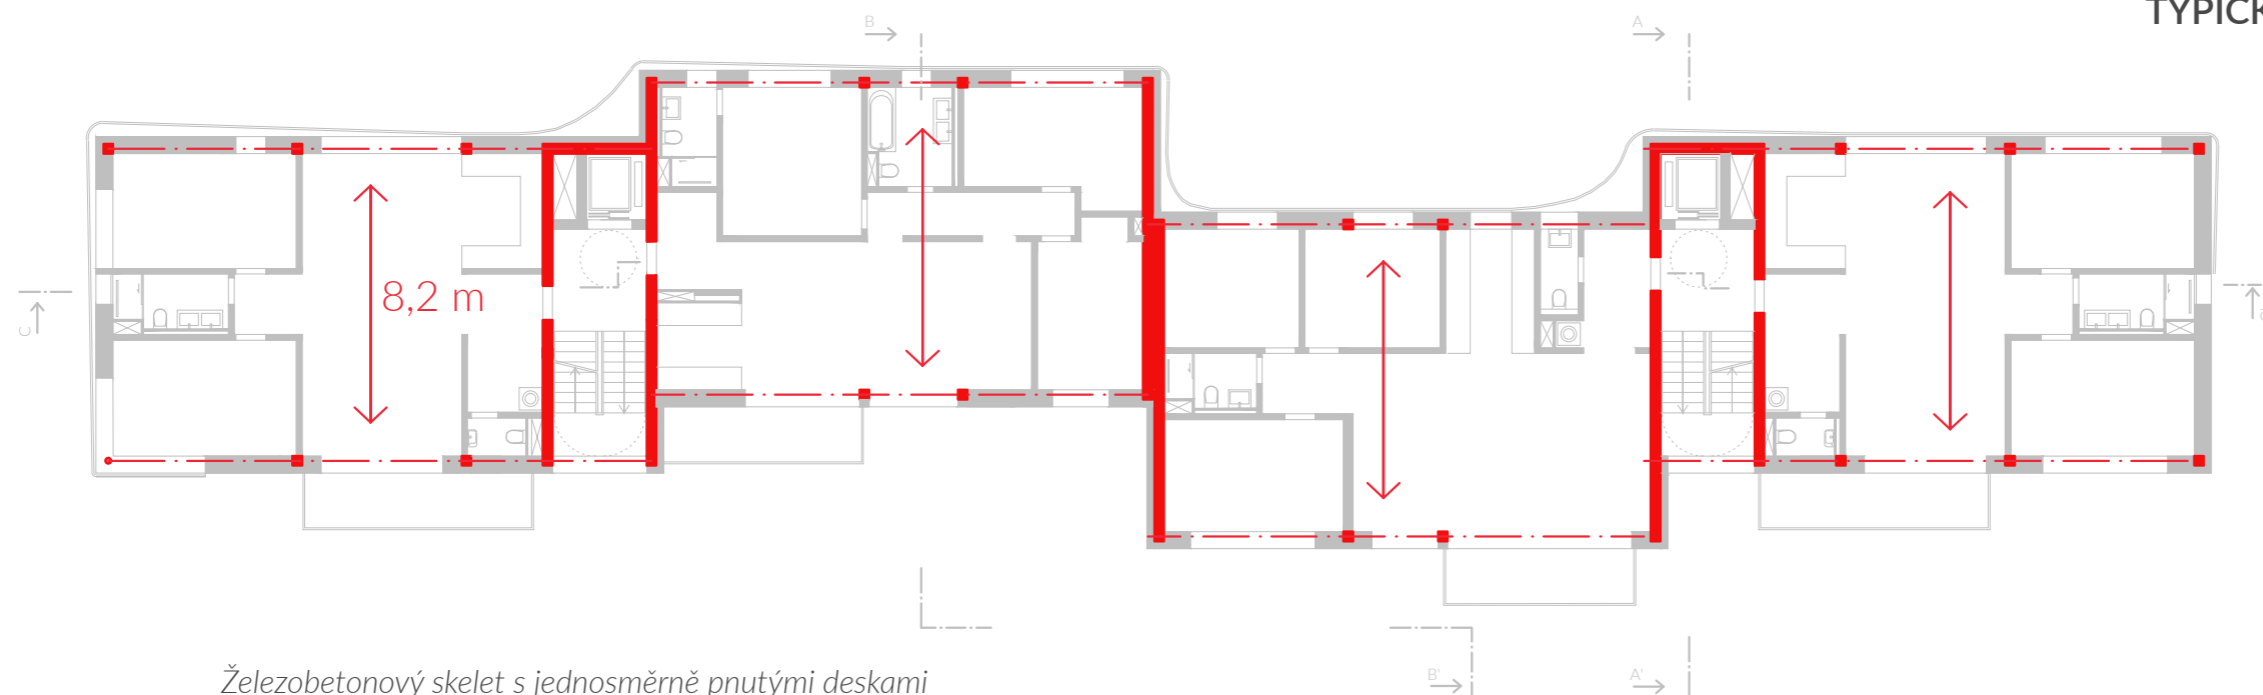 TYPICK
B
A
8,2 m
C
B'
A'
Železobetonový skelet s jednosměrně pnutými deskami